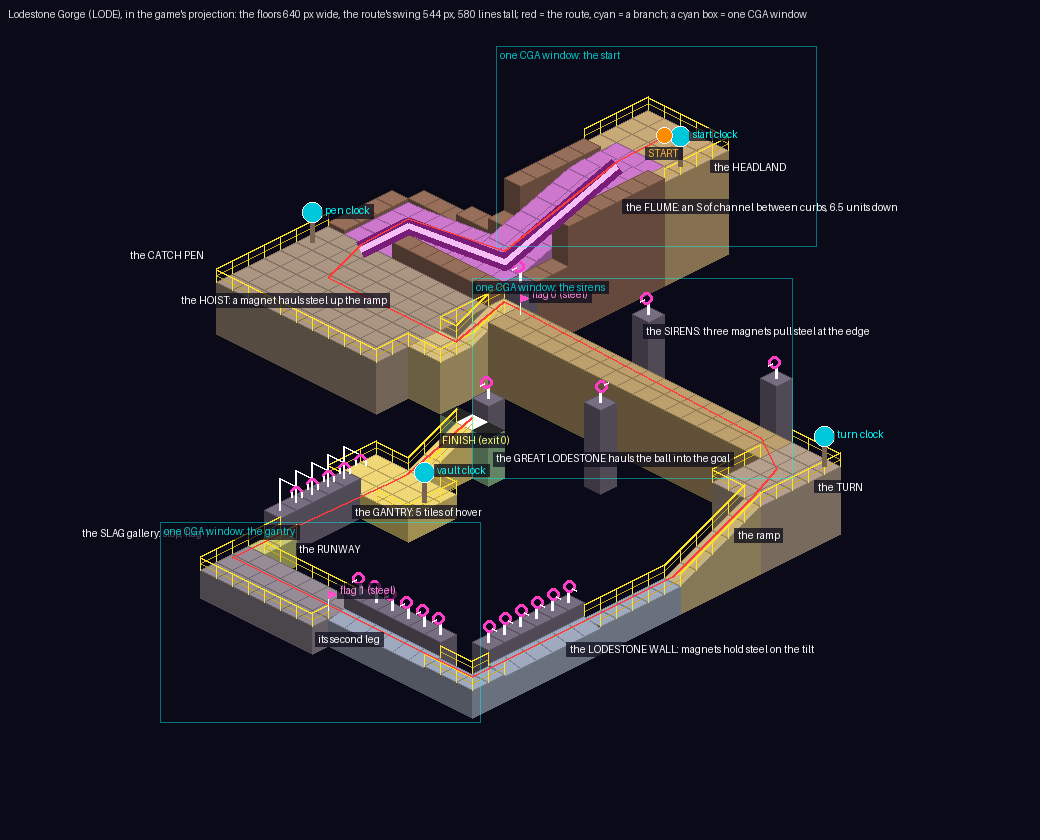 Lodestone Gorge (LODE), in the game's projection: the floors 640 px wide, the route's swing 544 px, 580 lines tall; red = the route, cyan = a branch; a cyan box = one CGA window
one CGA window: the start
start clock
START
the HEADLAND
the FLUME: an S of channel between curbs, 6.5 units down
pen clock
the CATCH PEN
the HOIST: a magnet hauls steel up the ramp
one CGA window: the sirens
flag 0 (steel)
the SIRENS: three magnets pull steel at the edge
turn clock
FINISH (exit 0)
the GREAT LODESTONE hauls the ball into the goal
vault clock
the TURN
the GANTRY: 5 tiles of hover
the SLAG gallery:
one CGA window: the gantry
the ramp
the RUNWAY
flag 1 (steel)
its second leg
the LODESTONE WALL: magnets hold steel on the tilt